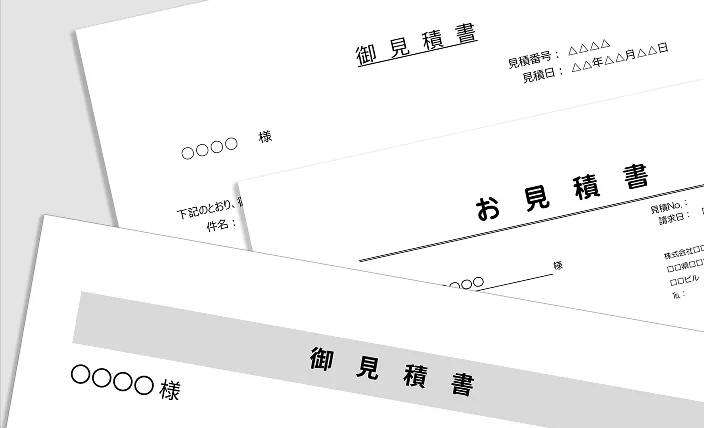 御見積書
見積番号： △△△△
見積日： △△年△△月△△日
○○○○ 様
下記のとおり、
件名：
お見積書
見積No.：
請求日：
○○○ 様
株式会社□□
□□県□□
□□ビル
℡：
御見積書
○○○○ 様